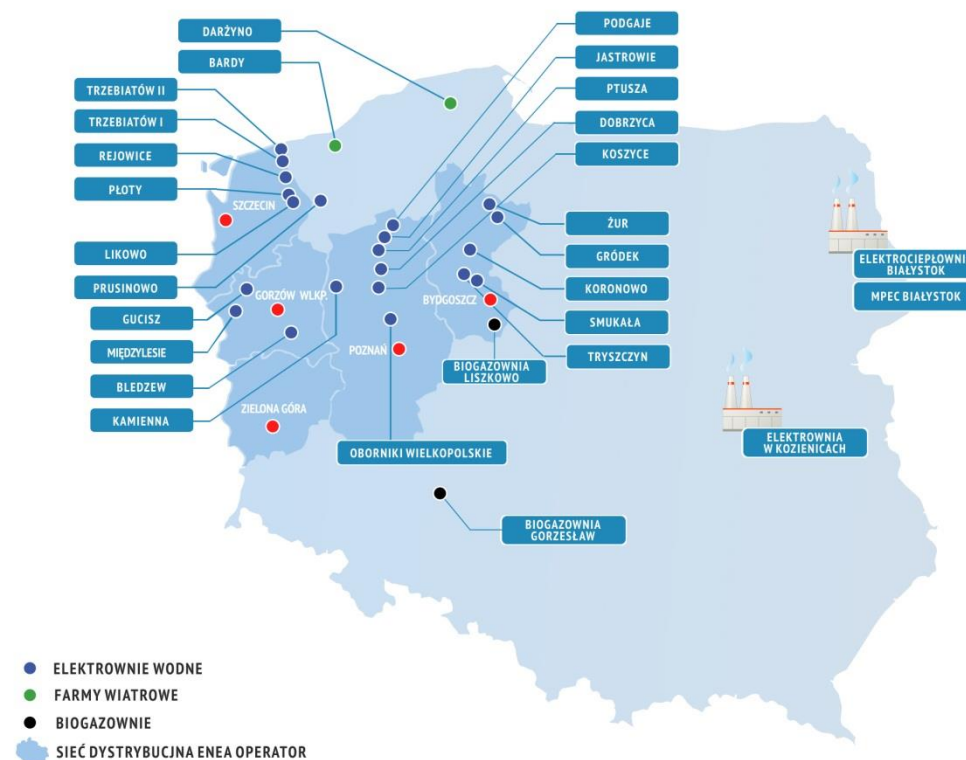 DARŻYNO
BARDY
TRZEBIATÓW II
TRZEBIATÓW I
REJOWICE
PŁOTY
LIKOWO
PRUSINOWO
GUCISZ
MIĘDZYLESIE
BLEDZEW
KAMIENNA
PODGAJE
JASTROWIE
PTUSZA
DOBRZYCA
KOSZYCE
ŻUR
GRÓDEK
KORONOWO
SMUKAŁA
TRYSZCZYN
SZCZECIN
GORZÓW WLKP.
BYDGOSZCZ
POZNAŃ
ZIELONA GÓRA
BIOGAZOWNIA
LISZKOWO
OBORNIKI WIELKOPOLSKIE
BIOGAZOWNIA
GORZESŁAW
ELEKTROCIEPŁOWNI
BIAŁYSTOK
MPEC BIAŁYSTOK
ELEKTROWNIA
W KOZIENICACH
ELEKTROWNIE WODNE
FARMY WIATROWE
BIOGAZOWNIE
SIEĆ DYSTRYBUCJNA ENEA OPERATOR